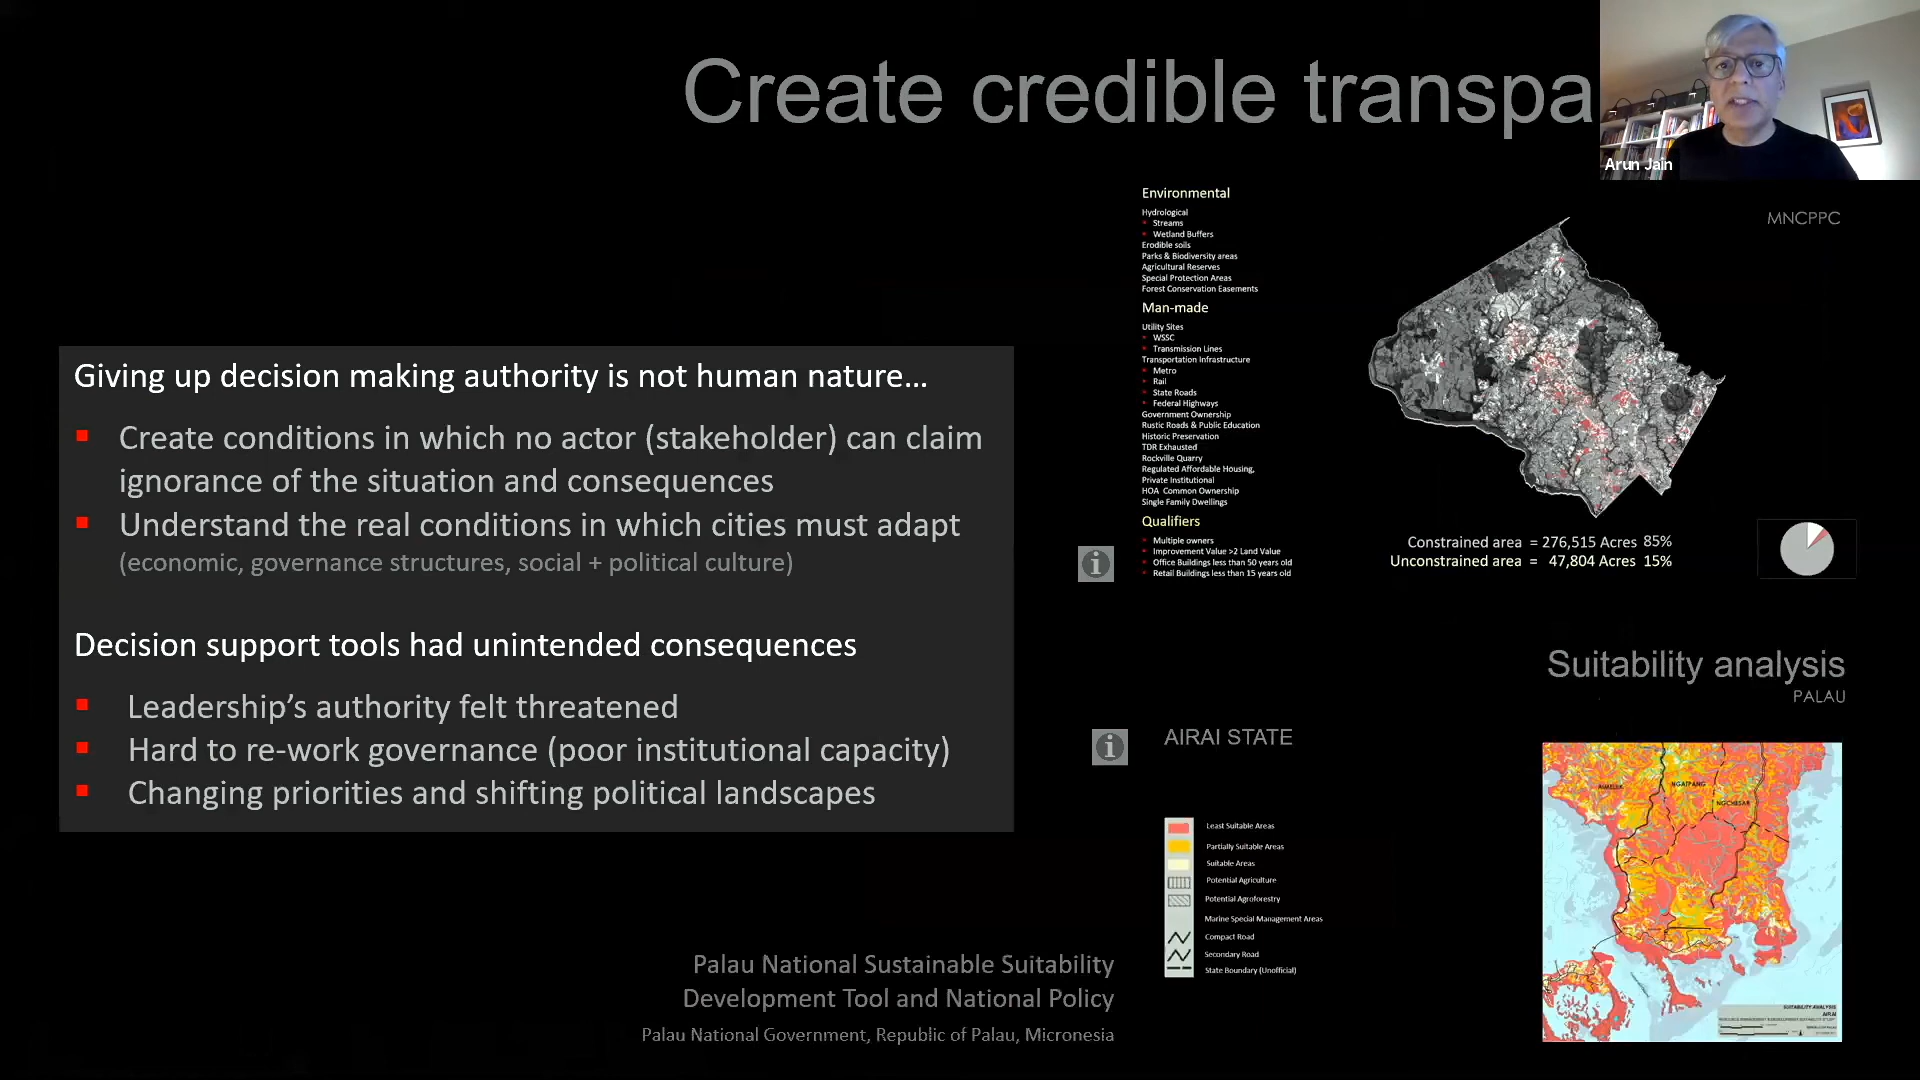 Create credible transpa
Arun Jain
MNCPPC
Environmental
Hydrological
Streams
Wetland Buffers
Erodible soils
Parks & Biodiversity areas
Agricultural Reserves
Special Protection Areas
Forest Conservation Easements
Man-made
Utility Sites
WSSC
Transmission Lines
Transportation Infrastructure
Metro
Rail
State Roads
Federal Highways
Government Ownership
Rustic Roads & Public Education
Historic Preservation
TDR Exhausted
Rockville Quarry
Regulated Affordable Housing,
Private Institutional
HOA Common Ownership
Single Family Dwellings
Qualifiers
Multiple owners
Improvement Value >2 Land Value
Office Buildings less than 50 years old
Retail Buildings less than 15 years old
Constrained area = 276,515 Acres 85%
Unconstrained area = 47,804 Acres 15%
Giving up decision making authority is not human nature...
Create conditions in which no actor (stakeholder) can claim
ignorance of the situation and consequences
Understand the real conditions in which cities must adapt
(economic, governance structures, social + political culture)
Decision support tools had unintended consequences
Leadership's authority felt threatened
Hard to re-work governance (poor institutional capacity)
Changing priorities and shifting political landscapes
Suitability analysis
PALAU
AIRAI STATE
Least Suitable Areas
Partially Suitable Areas
Suitable Areas
Potential Agriculture
Potential Agroforestry
Marine Special Management Areas
Compact Road
Secondary Road
State Boundary (Unofficial)
NGATPANG
NGCHESAR
SUITABILITY ANALYSIS
AIRAI
Palau National Sustainable Suitability
Development Tool and National Policy
Palau National Government, Republic of Palau, Micronesia